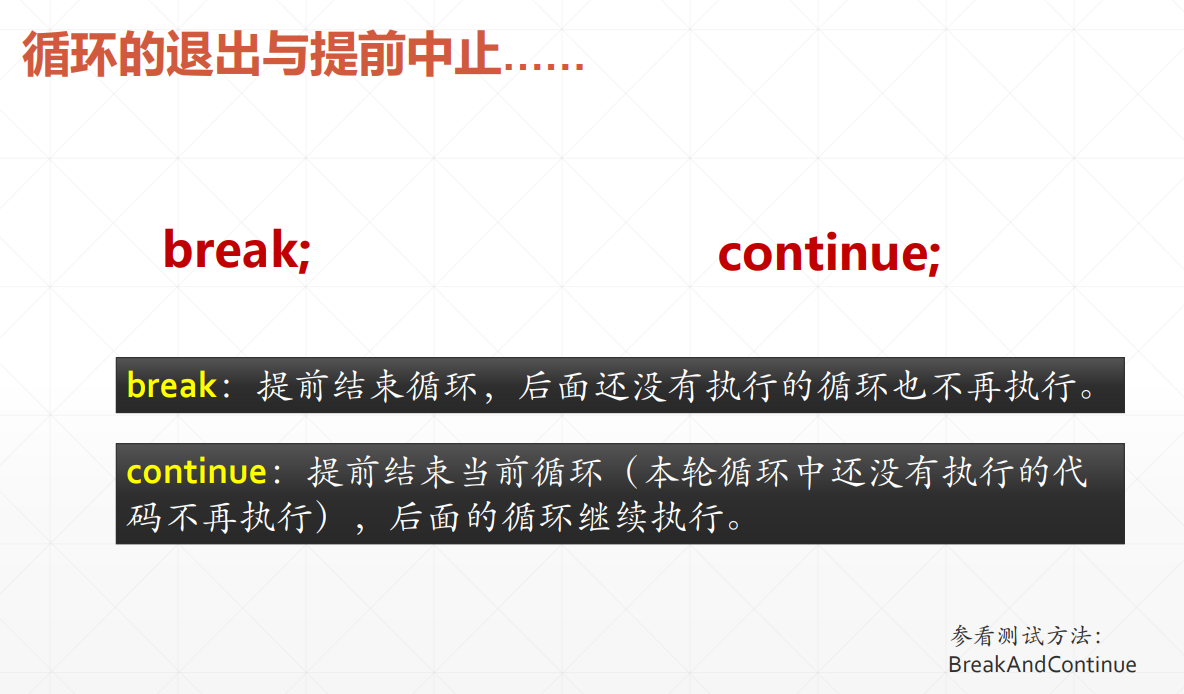 循环的退出与提前中止……
break;
continue;
break：提前结束循环，后面还没有执行的循环也不再执行。
continue：提前结束当前循环（本轮循环中还没有执行的代
码不再执行），后面的循环继续执行。
参看测试方法：
BreakAndContinue